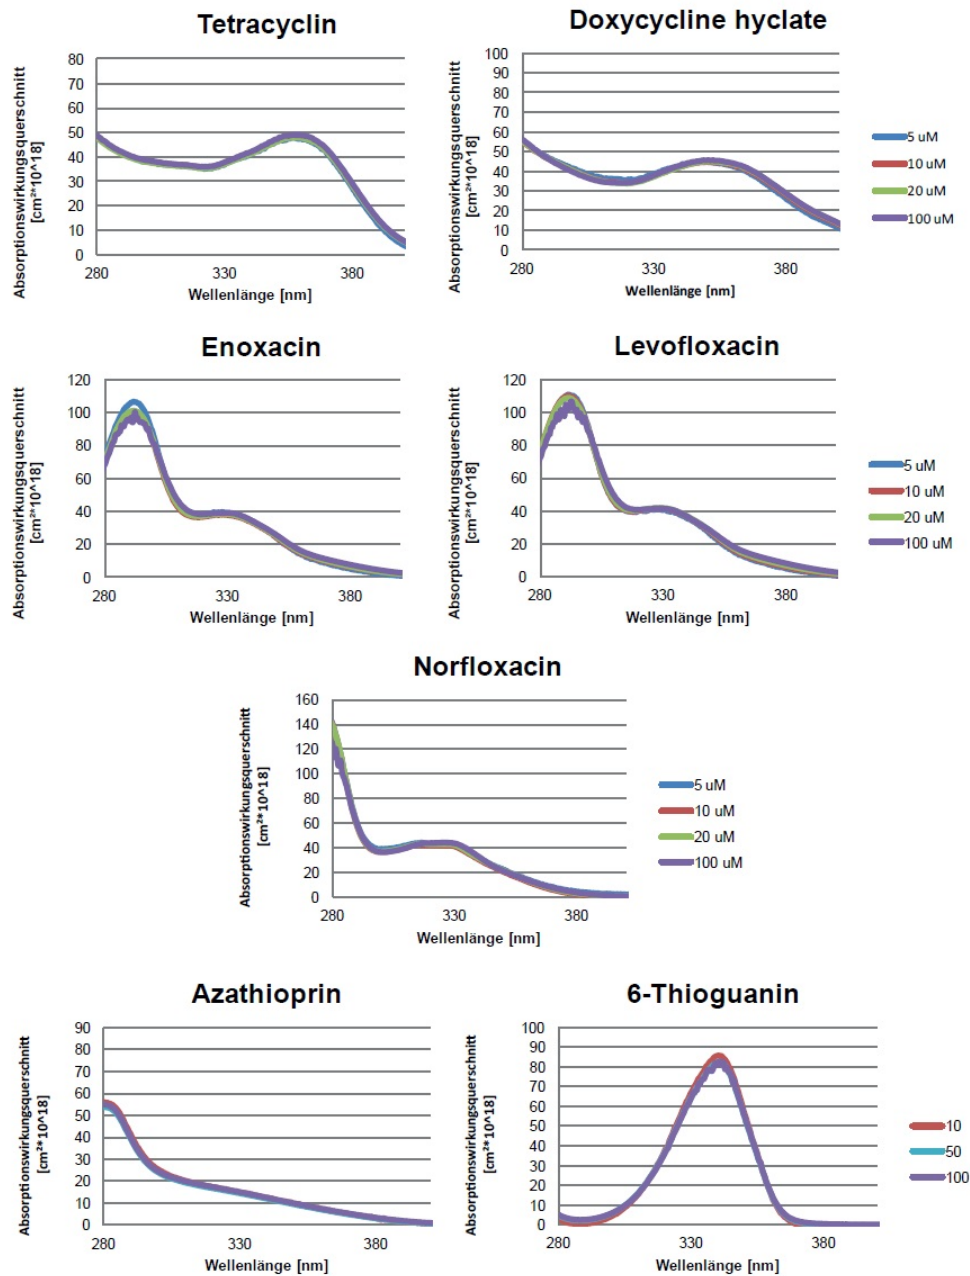 Tetracyclin
Absorptionswirkungsquerschnitt
[cm²*10^18]
80
70
60
50
40
30
20
10
0
280 330 380
Wellenlänge [nm]
Doxycycline hyclate
Absorptionswirkungsquerschnitt
[cm²*10^18]
100
90
80
70
60
50
40
30
20
10
0
280 330 380
Wellenlänge [nm]
5 uM
10 uM
20 uM
100 uM
Enoxacin
Absorptionswirkungsquerschnitt
[cm²*10^18]
120
100
80
60
40
20
0
280 330 380
Wellenlänge [nm]
Levofloxacin
Absorptionswirkungsquerschnitt
[cm²*10^18]
120
100
80
60
40
20
0
280 330 380
Wellenlänge [nm]
5 uM
10 uM
20 uM
100 uM
Norfloxacin
Absorptionswirkungsquerschnitt
[cm²*10^18]
160
140
120
100
80
60
40
20
0
280 330 380
Wellenlänge [nm]
5 uM
10 uM
20 uM
100 uM
Azathioprin
Absorptionswirkungsquerschnitt
[cm²*10^18]
90
80
70
60
50
40
30
20
10
0
280 330 380
Wellenlänge [nm]
6-Thioguanin
Absorptionswirkungsquerschnitt
[cm²*10^18]
100
90
80
70
60
50
40
30
20
10
0
280 330 380
Wellenlänge [nm]
10
50
100